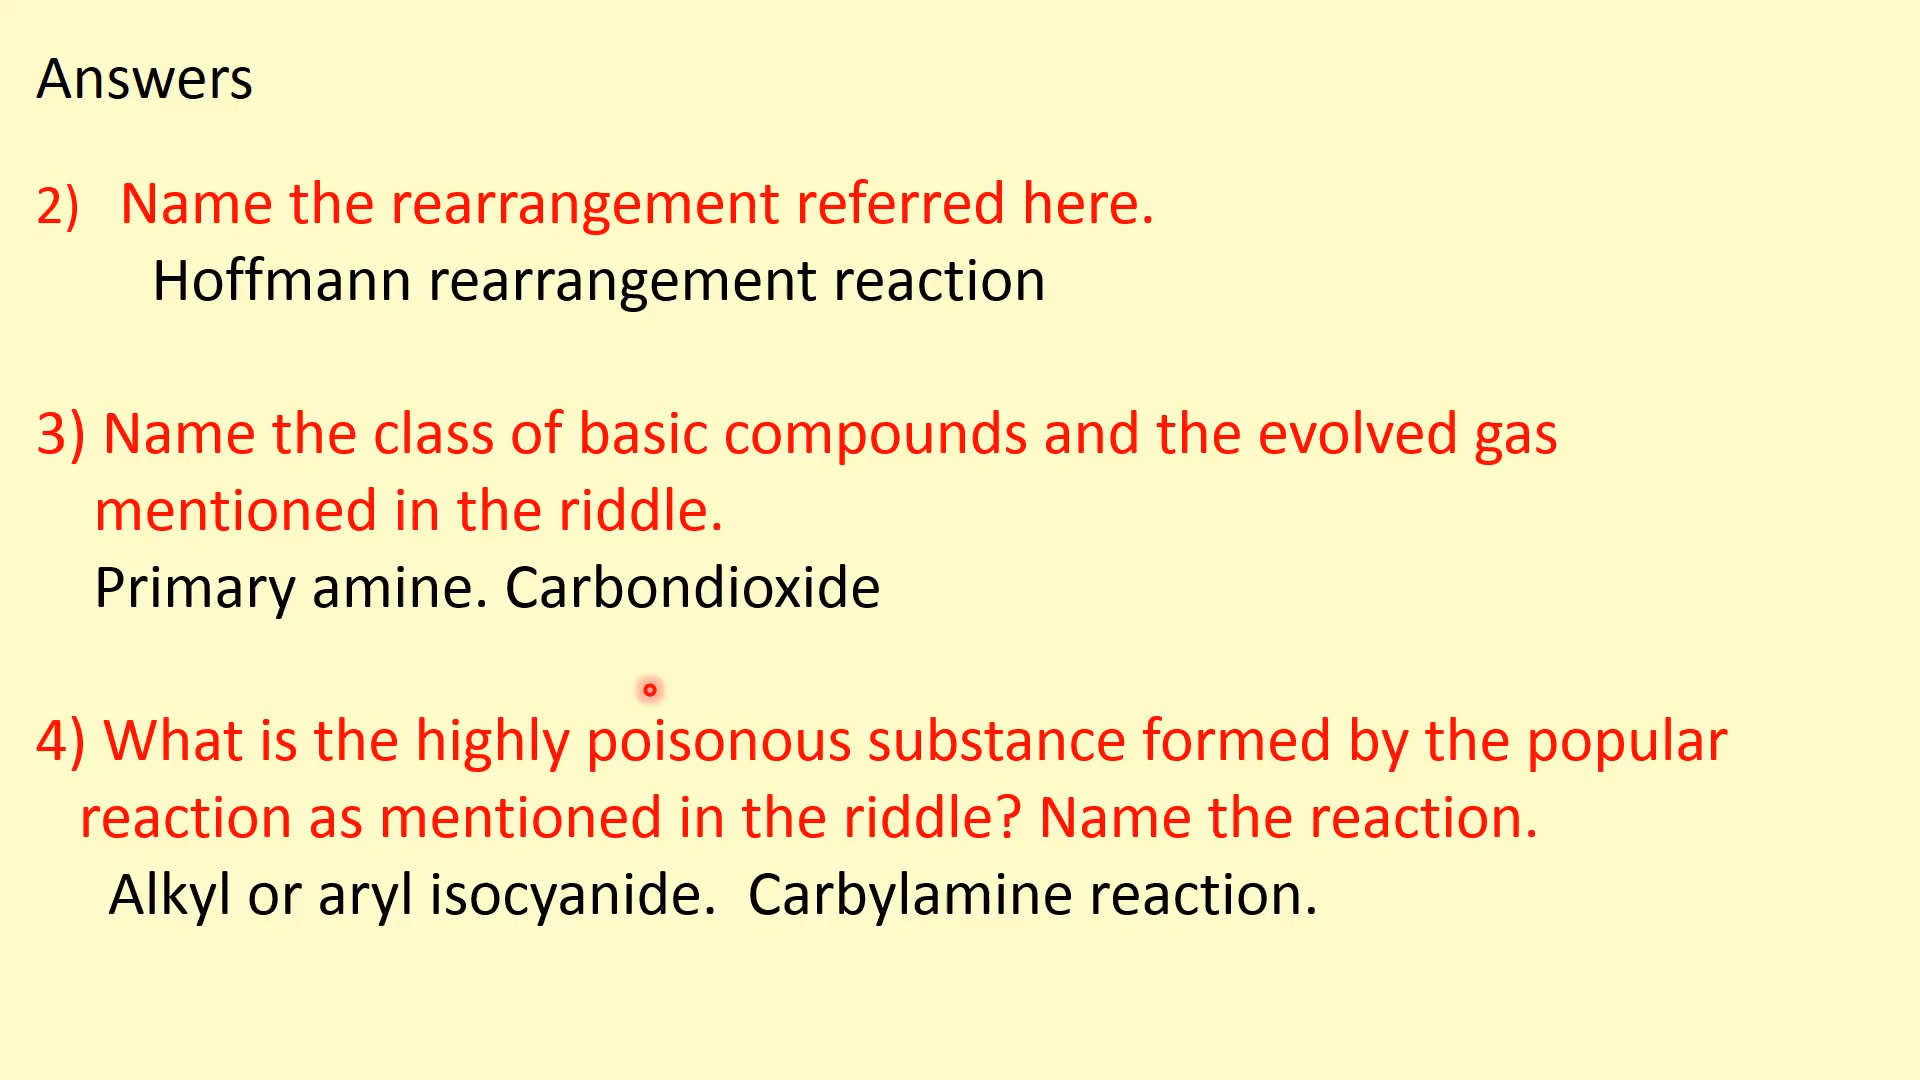 Answers
2) Name the rearrangement referred here.
Hoffmann rearrangement reaction
3) Name the class of basic compounds and the evolved gas
mentioned in the riddle.
Primary amine. Carbondioxide
4) What is the highly poisonous substance formed by the popular
reaction as mentioned in the riddle? Name the reaction.
Alkyl or aryl isocyanide. Carbylamine reaction.